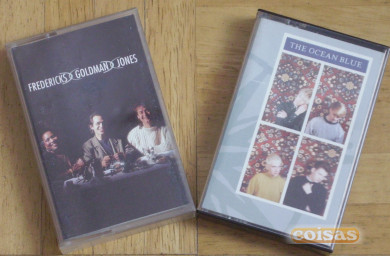 FREDERICKS GOLDMAN JONES
THE OCEAN BLUE
coisas